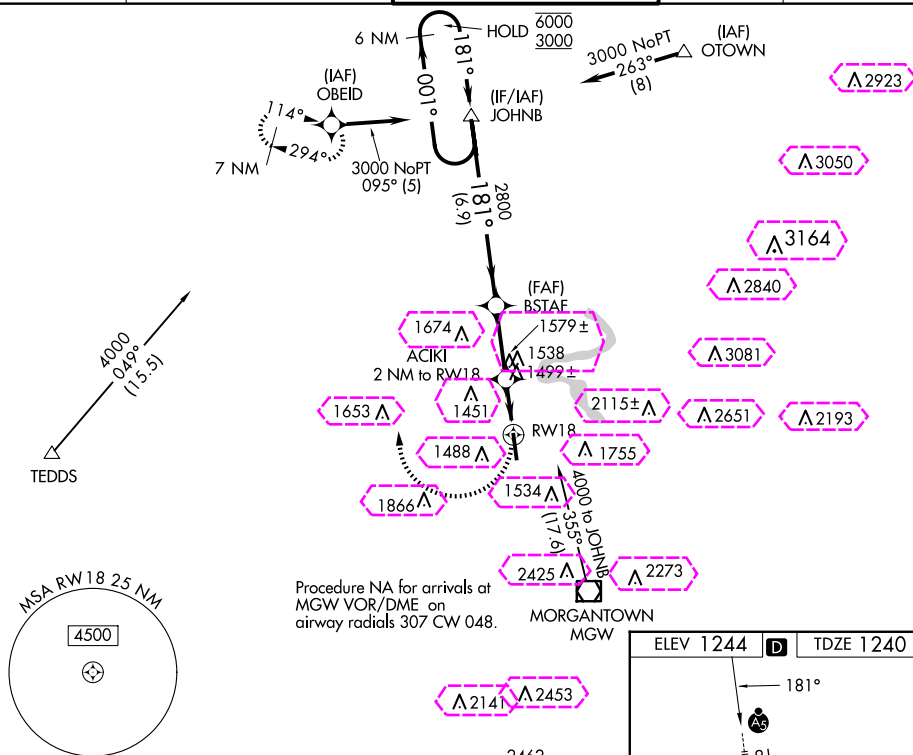 6 NM
HOLD
6000
3000
181°
001°
3000 NoPT
263°
(8)
(IAF)
OTOWN
2923
(IAF)
OBEID
(IF/IAF)
JOHNB
114°
294°
7 NM
3000 NoPT
095° (5)
3050
2800
181°
(6.9)
3164
2840
(FAF)
BSTAF
4000
049°
(15.5)
1674
1579±
ACIKI
2 NM to RW18
1538
1499±
3081
1653
1451
2115±
2651
2193
RW18
TEDDS
1488
1755
1866
1534
4000 to JOHNB
355°
(17.6)
2425
2273
Procedure NA for arrivals at
MGW VOR/DME on
airway radials 307 CW 048.
MORGANTOWN
MGW
MSA RW18 25 NM
4500
ELEV 1244
D
TDZE 1240
181°
2141
2453
A5